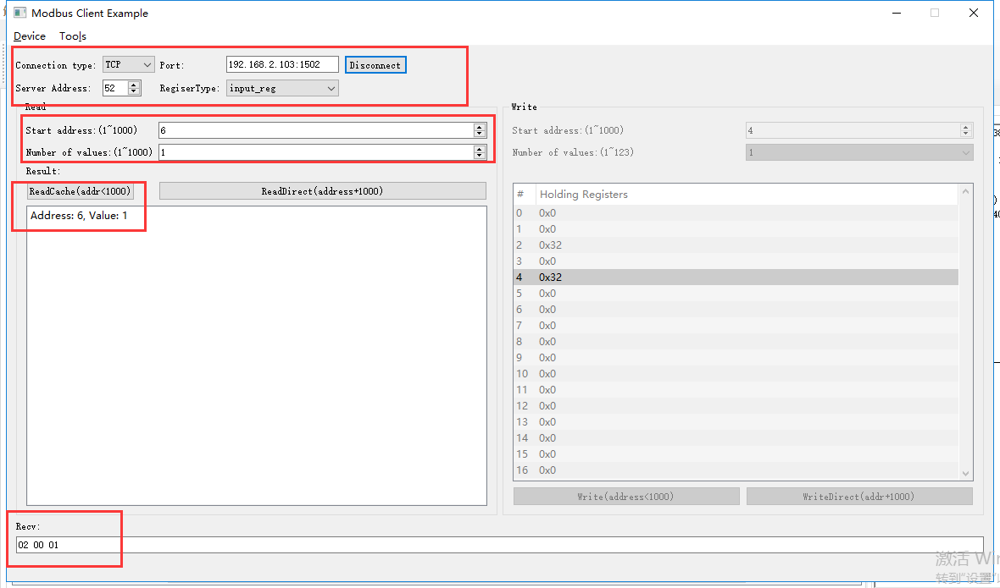 Modbus Client Example
Device Tools
Connection type: TCP Port: 192.168.2.103:1502 Disconnect
Server Address: 52 RegiserType: input_reg
Read
Start address:(1~1000) 6
Number of values:(1~1000) 1
Result:
ReadCache(addr<1000) ReadDirect(address+1000)
Address: 6, Value: 1
Write
Start address:(1~1000) 4
Number of values:(1~123) 1
# Holding Registers
0 0x0
1 0x0
2 0x32
3 0x0
4 0x32
5 0x0
6 0x0
7 0x0
8 0x0
9 0x0
10 0x0
11 0x0
12 0x0
13 0x0
14 0x0
15 0x0
16 0x0
Write(address<1000) WriteDirect(addr+1000)
Recv:
02 00 01
激活 Wi
转到"设置"